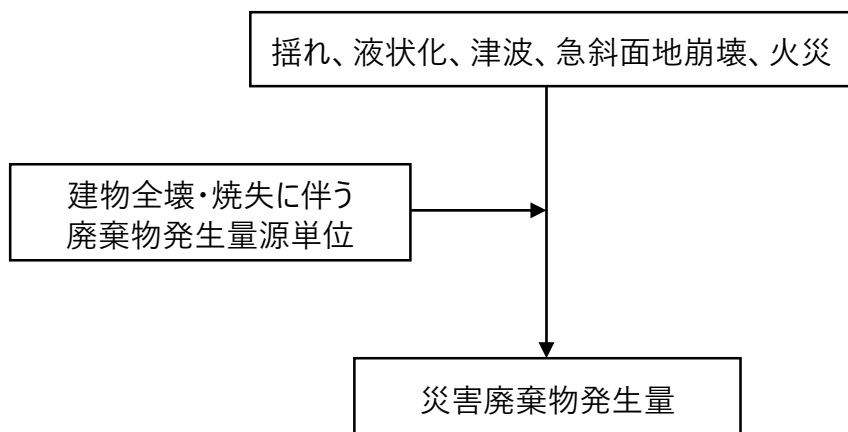 揺れ、液状化、津波、急斜面地崩壊、火災
建物全壊・焼失に伴う
廃棄物発生量源単位
災害廃棄物発生量